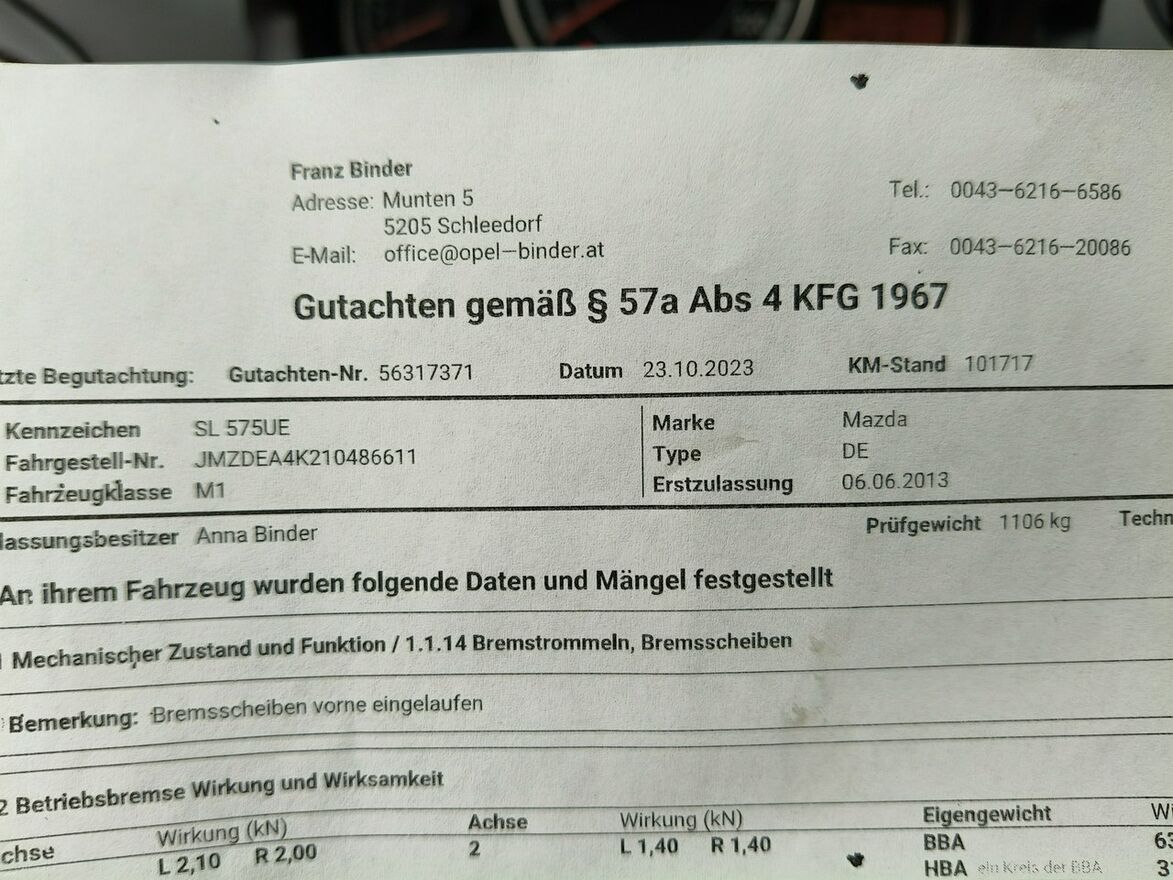 Franz Binder
Adresse: Munten 5
Tel.: 0043-6216-6586
5205 Schleedorf
E-Mail: office@opel-binder.at
Fax: 0043-6216-20086
Gutachten gemäß § 57a Abs 4 KFG 1967
tzte Begutachtung: Gutachten-Nr. 56317371 Datum 23.10.2023 KM-Stand 101717
Kennzeichen SL 575UE
Marke Mazda
Fahrgestell-Nr. JMZDEA4K210486611
Type DE
Fahrzeugklasse M1
Erstzulassung 06.06.2013
lassungsbesitzer Anna Binder
Prüfgewicht 1106 kg Techn
An ihrem Fahrzeug wurden folgende Daten und Mängel festgestellt
Mechanischer Zustand und Funktion / 1.1.14 Bremstrommeln, Bremsscheiben
Bemerkung: Bremsscheiben vorne eingelaufen
2 Betriebsbremse Wirkung und Wirksamkeit
chse Wirkung (kN) Achse Wirkung (kN) Eigengewicht
L 2,10 R 2,00 2 L 1,40 R 1,40 BBA 63
HBA ein Kreis der BBA 3